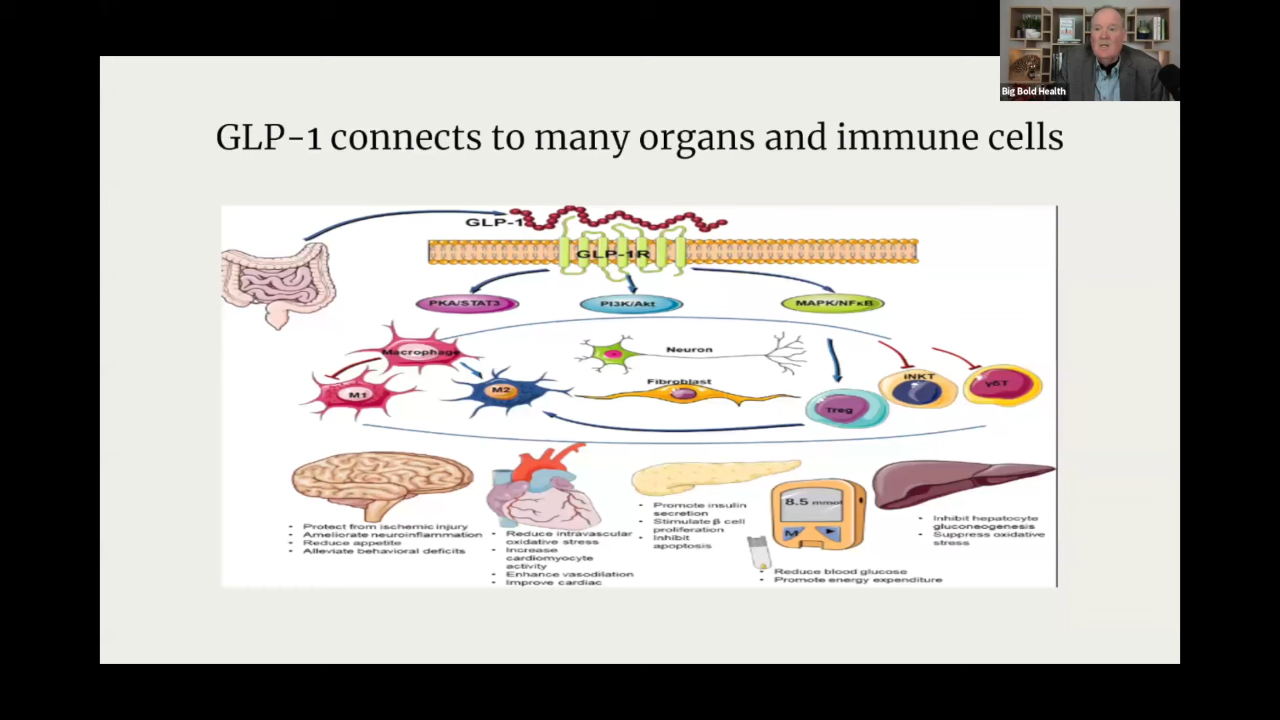 Big Bold Health
GLP-1 connects to many organs and immune cells
GLP-1
GLP-1R
PKA/STAT3
PI3K/Akt
MAPK/NFκB
Macrophage
Neuron
iNKT
γδT
M1
M2
Fibroblast
Treg
• Protect from ischemic injury
• Ameliorate neuroinflammation
• Reduce appetite
• Alleviate behavioral deficits
• Reduce intravascular
oxidative stress
• Increase
cardiomyocyte
activity
• Enhance vasodilation
• Improve cardiac
• Promote insulin
secretion
• Stimulate β cell
proliferation
• Inhibit
apoptosis
8.5 mmol
M
• Reduce blood glucose
• Promote energy expenditure
• Inhibit hepatocyte
gluconeogenesis
• Suppress oxidative
stress